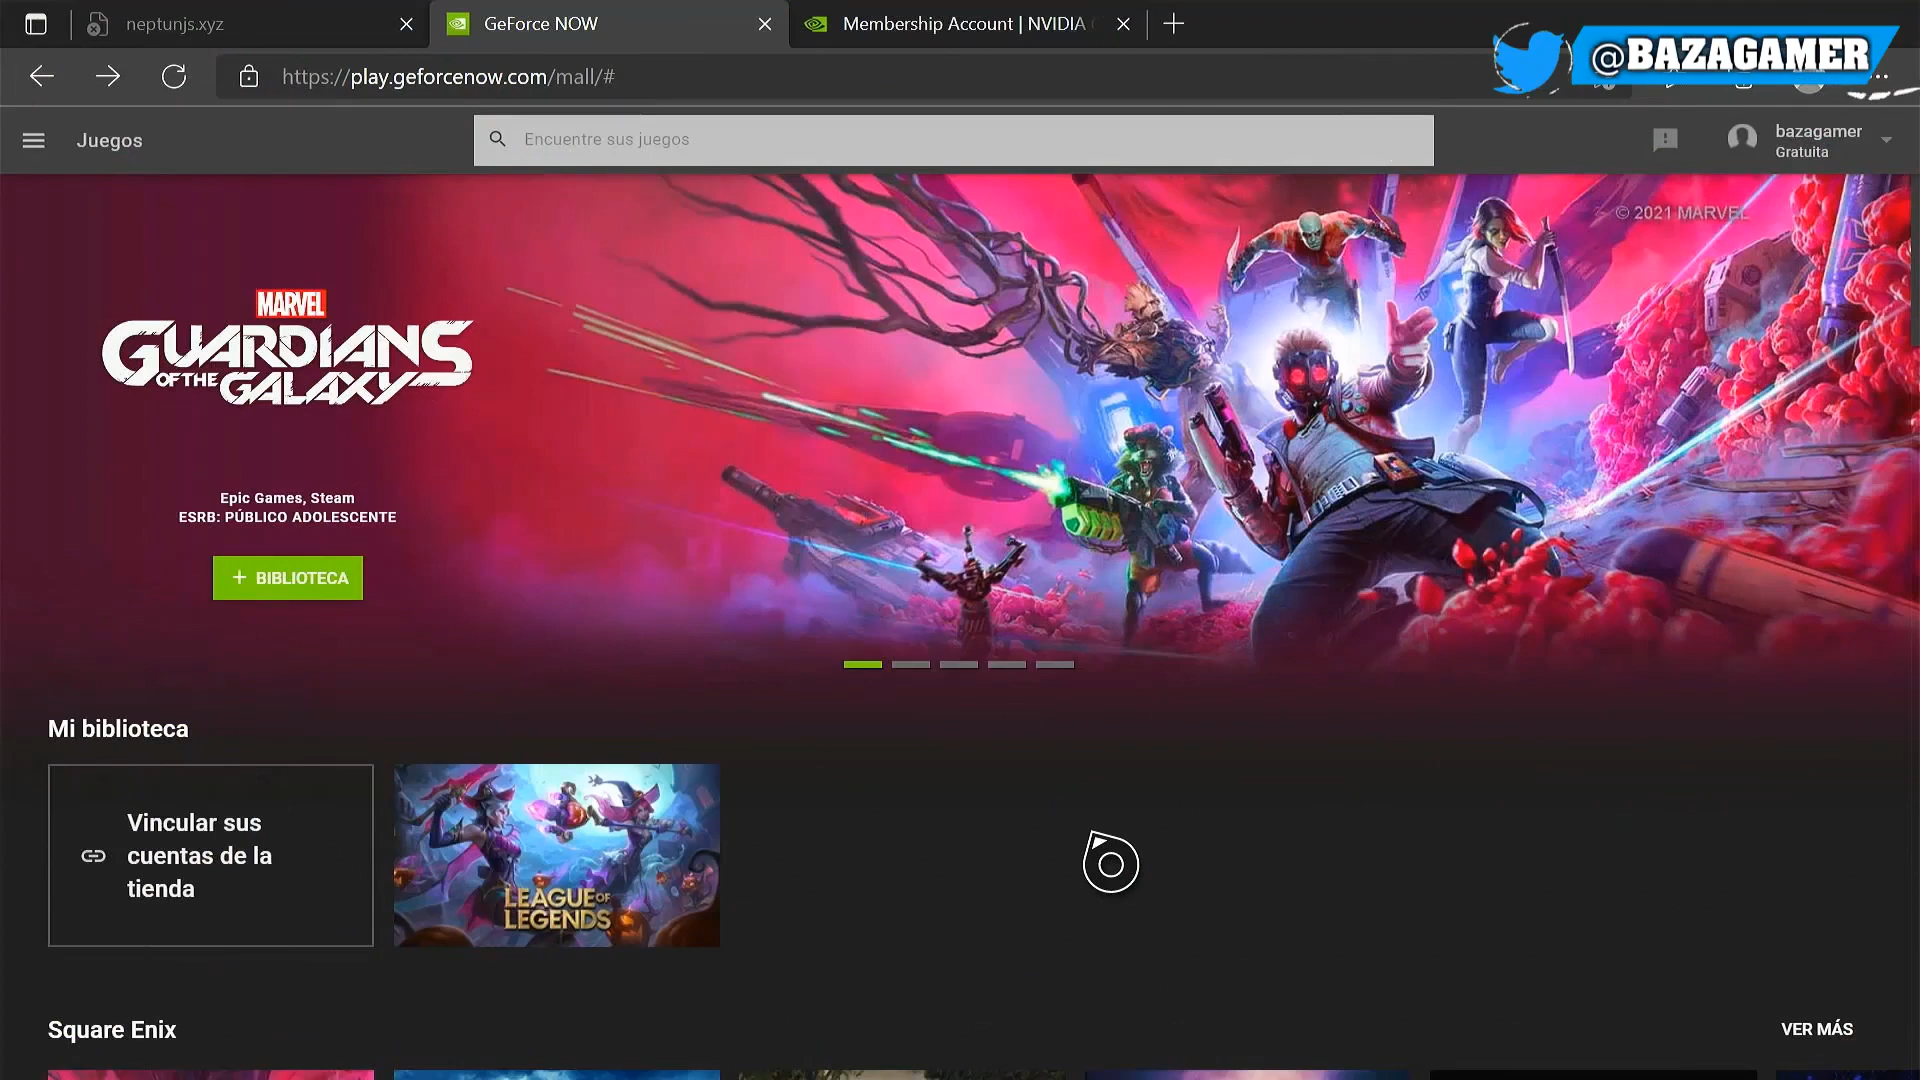 neptunjs.xyz
GeForce NOW
Membership Account | NVIDIA
@BAZAGAMER
https://play.geforcenow.com/mall/#
Juegos
Encuentre sus juegos
bazagamer
Gratuita
© 2021 MARVEL
MARVEL
GUARDIANS
OF THE GALAXY
Epic Games, Steam
ESRB: PÚBLICO ADOLESCENTE
+ BIBLIOTECA
Mi biblioteca
Vincular sus
cuentas de la
tienda
LEAGUE OF
LEGENDS
Square Enix
VER MÁS